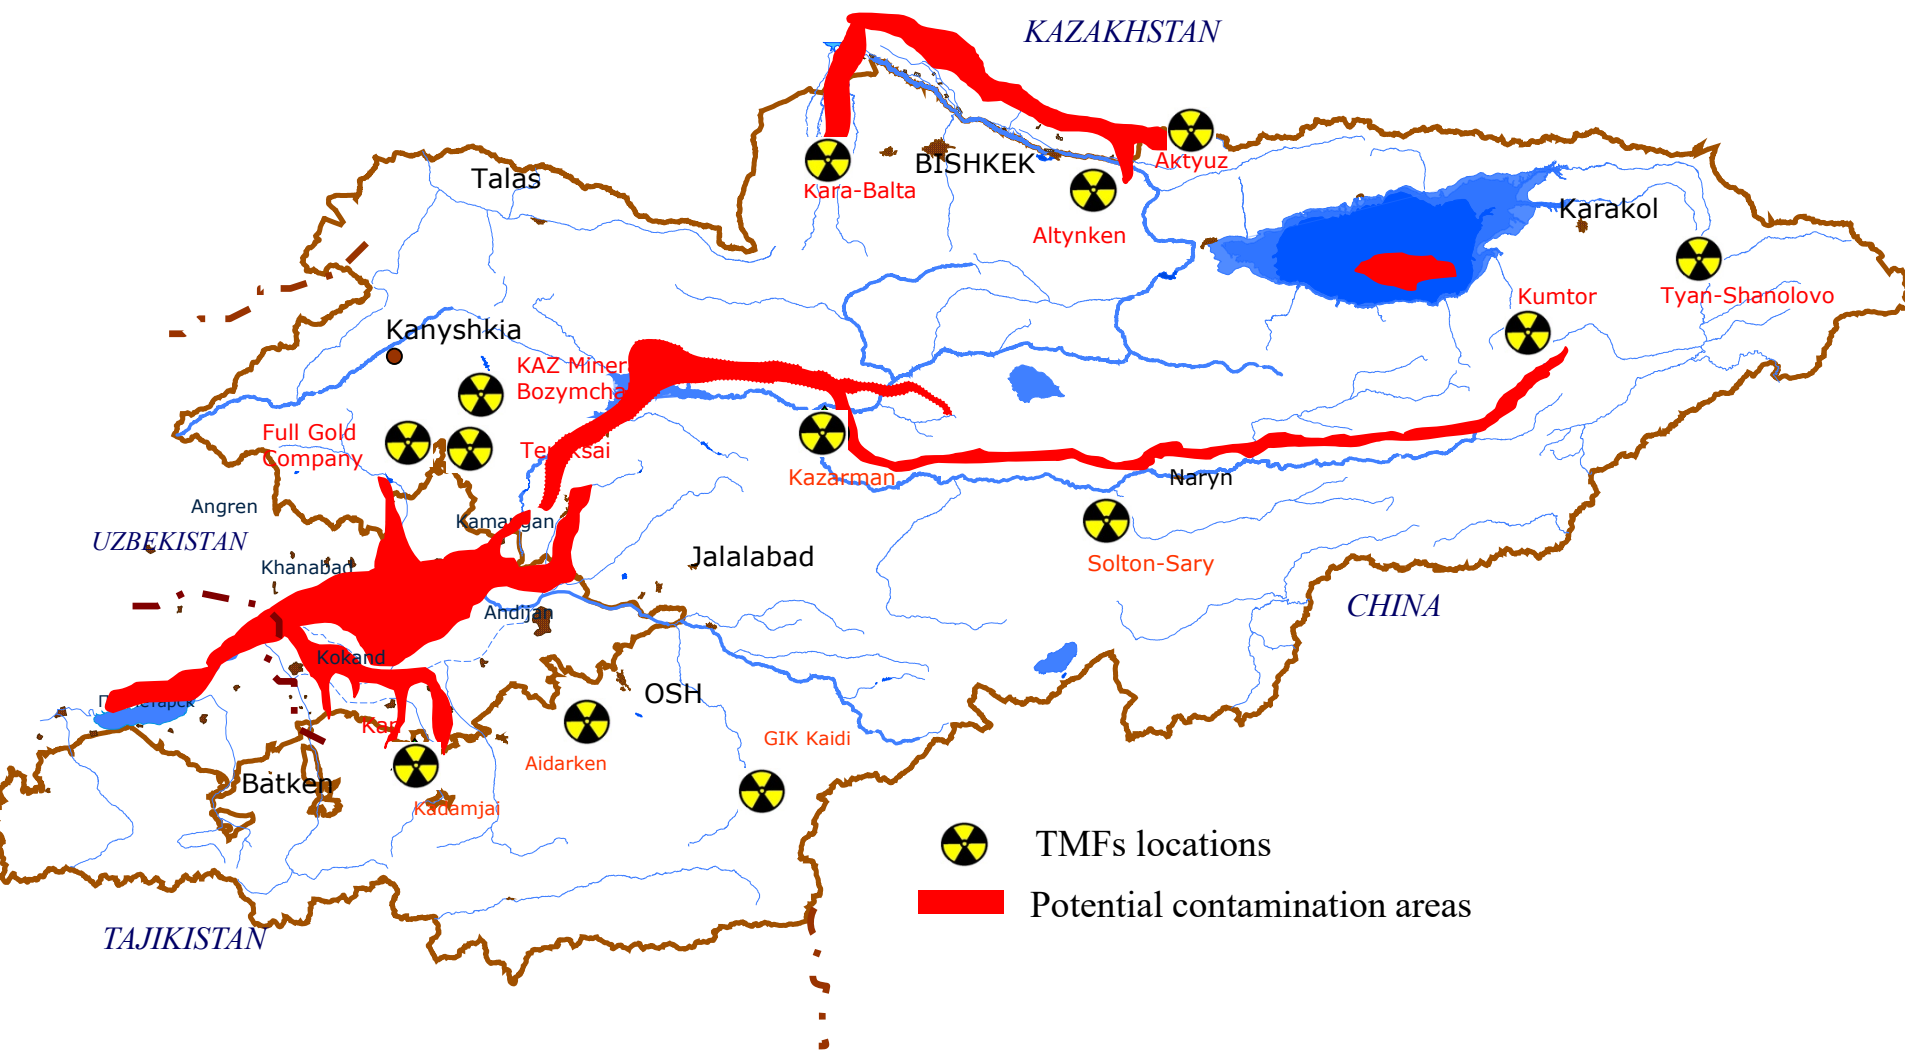 KAZAKHSTAN
Aktyuz
BISHKEK
Kara-Balta
Talas
Karakol
Altynken
Kumtor
Tyan-Shanolovo
Kanyshkia
KAZ Miner
Bozymcha
Full Gold
Company
Kazarman
Naryn
Angren
Kamangan
UZBEKISTAN
Jalalabad
Solton-Sary
Khanabad
CHINA
Andijan
Kokand
OSH
GIK Kaidi
Aidarken
Batken
Kadamjai
TMFs locations
Potential contamination areas
TAJIKISTAN